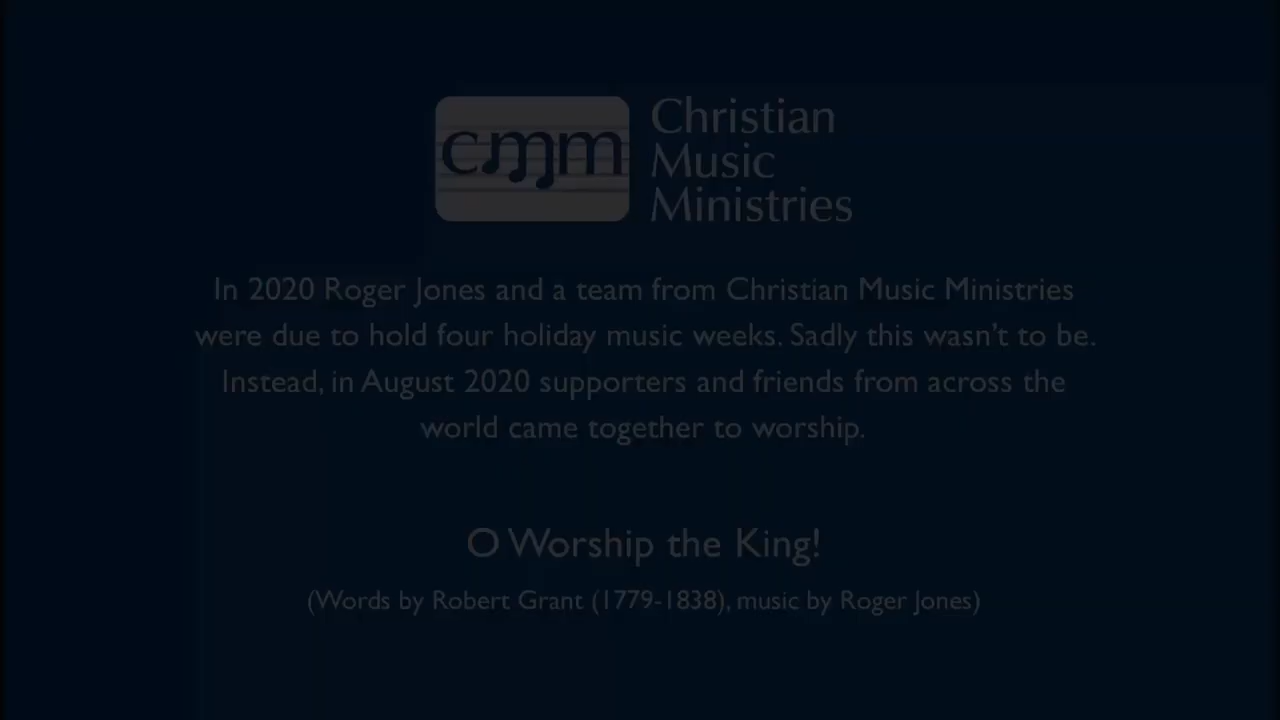 cmm
Christian
Music
Ministries
In 2020 Roger Jones and a team from Christian Music Ministries
were due to hold four holiday music weeks. Sadly this wasn't to be.
Instead, in August 2020 supporters and friends from across the
world came together to worship.
O Worship the King!
(Words by Robert Grant (1779-1838), music by Roger Jones)